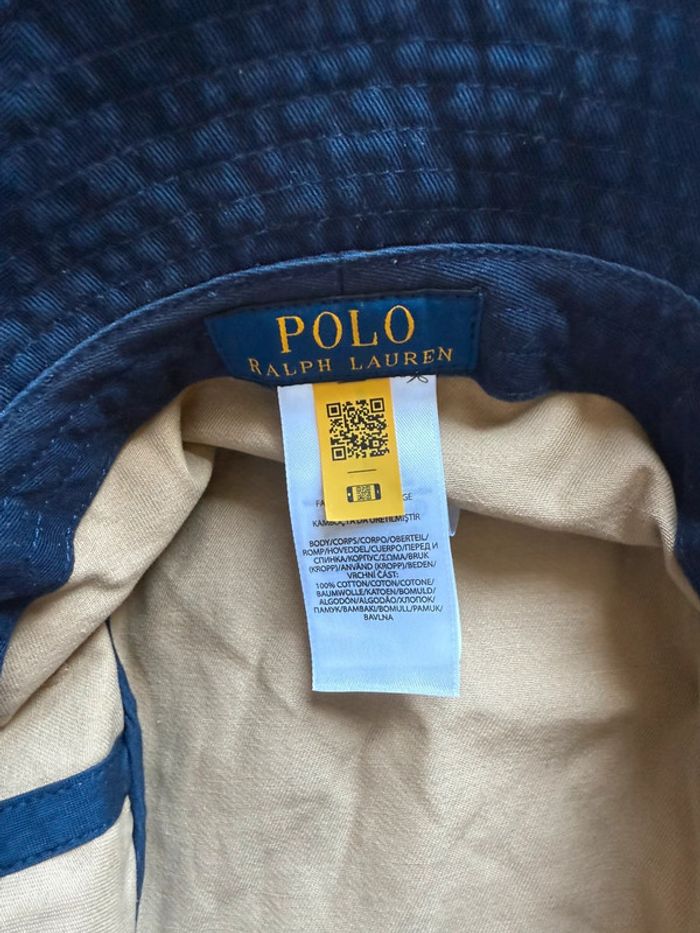 POLO
RALPH LAUREN
KAMBOÇYA'DA ÜRETİLMİŞTİR
BODY/CORPS/CORPO/OBERTEIL/
ROMP/HOVEDDEL/CUERPO/ПЕРЕД И
СПИНКА/КОРПУС/ΣΩΜΑ/BRUK
(KROPP)/ANVÄND (KROPP)/BEDEN/
VRCHNÍ ČÁST:
100% COTTON/COTON/COTONE/
BAUMWOLLE/KATOEN/BOMULD/
ALGODÓN/ALGODÃO/ХЛОПОК/
ПАМУК/ΒΑΜΒΑΚΙ/BOMULL/PAMUK/
BAVLNA